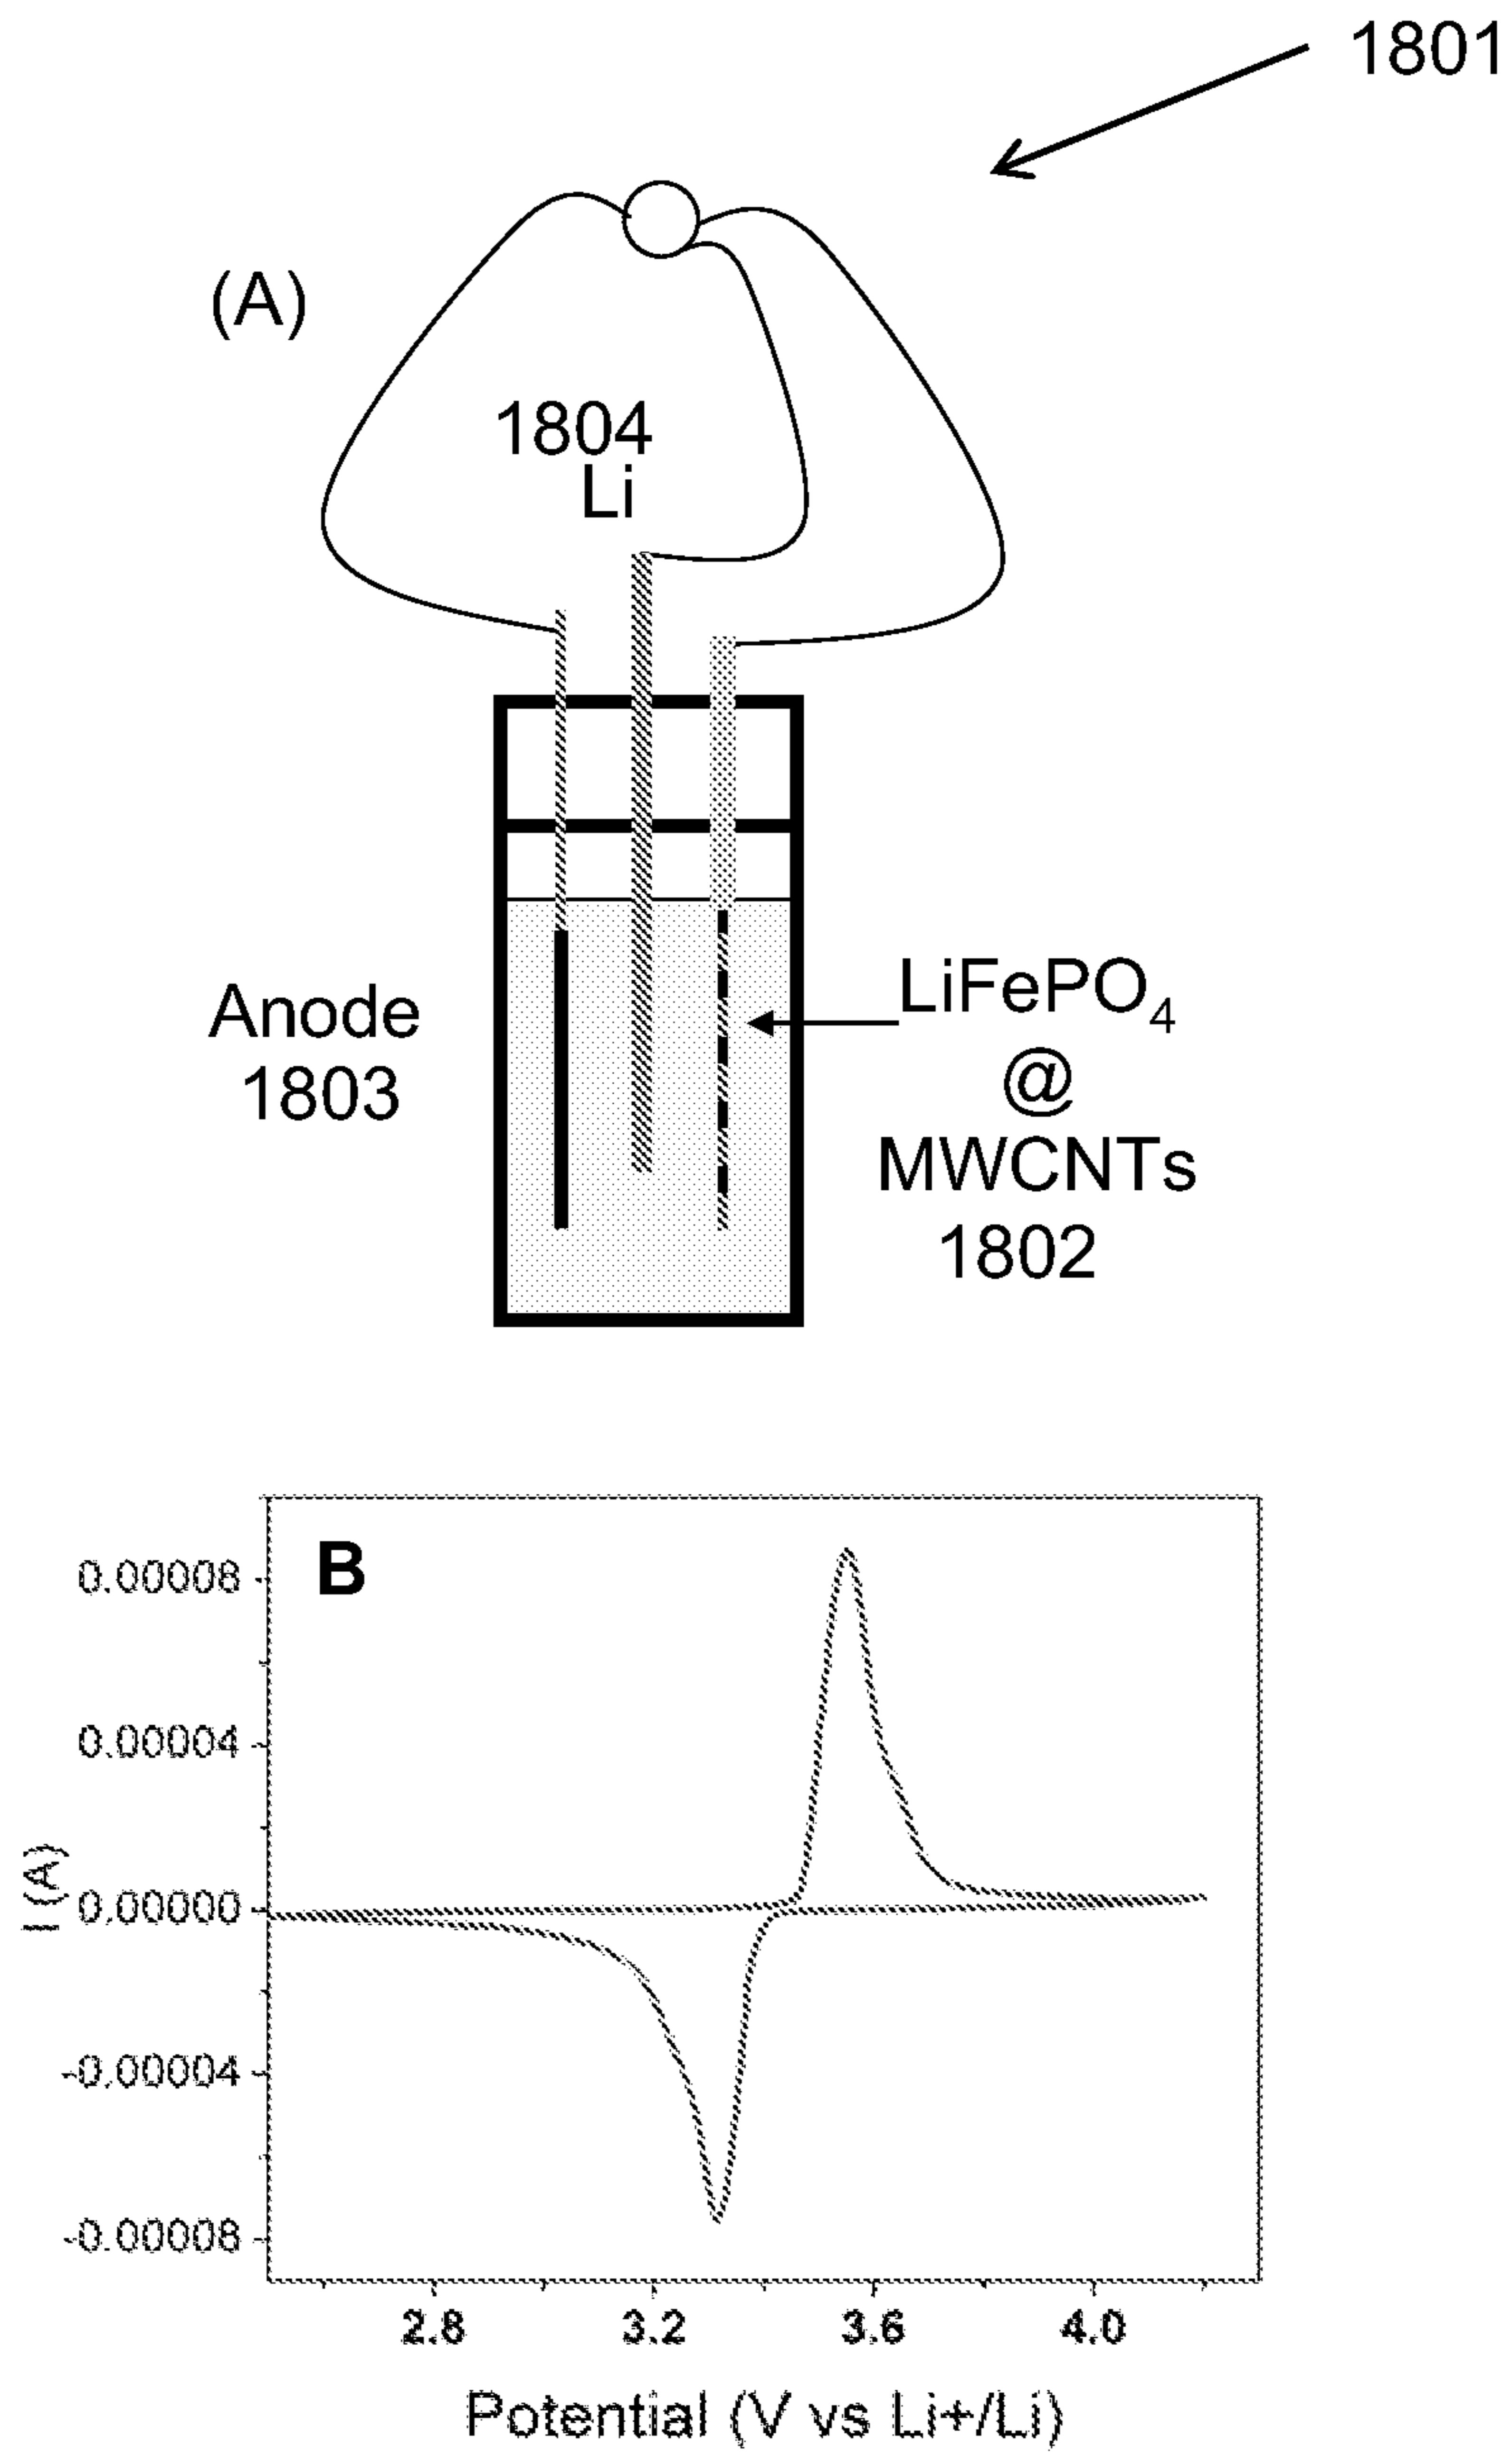 1801
(A)
1804
Li
Anode
1803
LiFePO4
@
MWCNTs
1802
B
0.00008
0.00004
0.00000
-0.00004
-0.00008
I (A)
2.8 3.2 3.6 4.0
Potential (V vs Li+/Li)